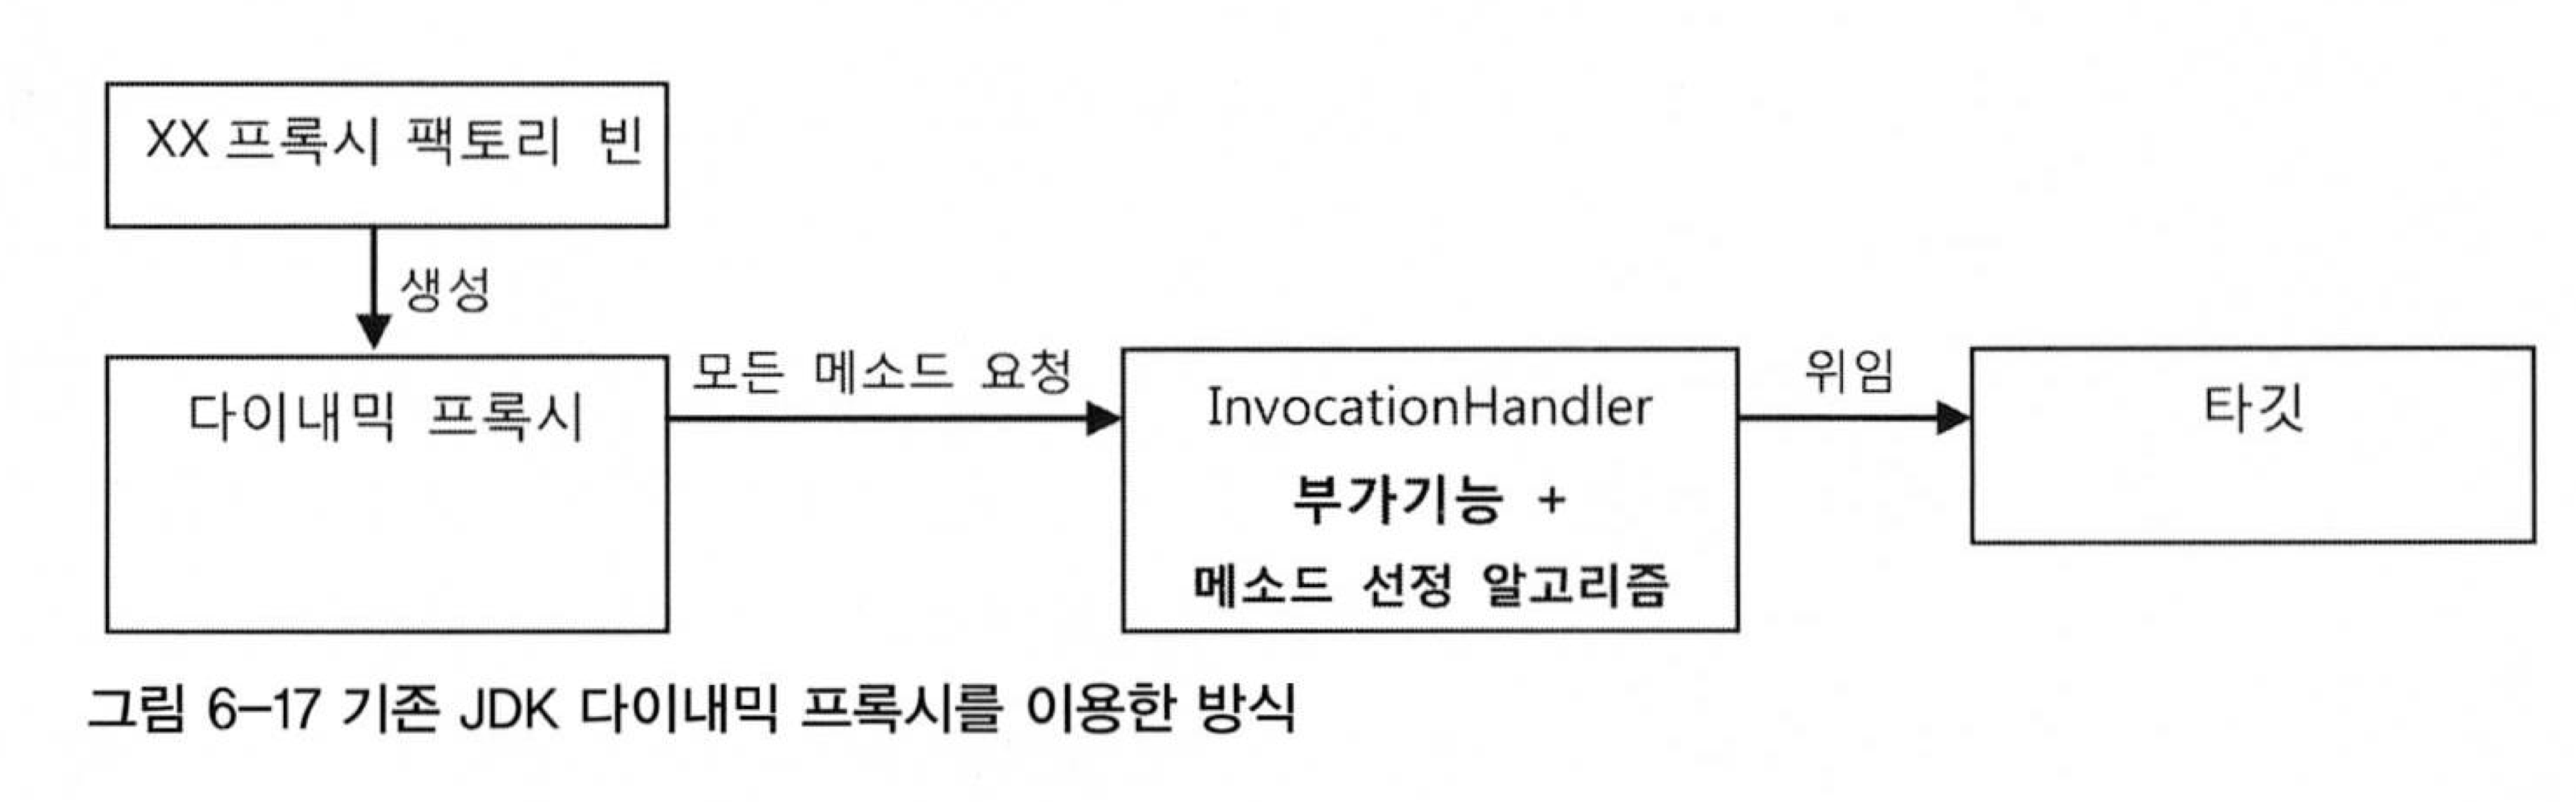 XX 프록시 팩토리 빈
생성
다이내믹 프록시
모든 메소드 요청
InvocationHandler
부가기능 +
메소드 선정 알고리즘
위임
타깃
그림 6-17 기존 JDK 다이내믹 프록시를 이용한 방식